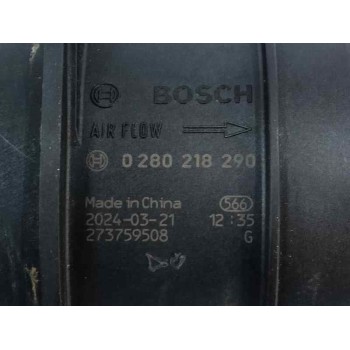 BOSCH
AIR FLOW
0 280 218 290
Made in China 566
2024-03-21 12:35
273759508 G